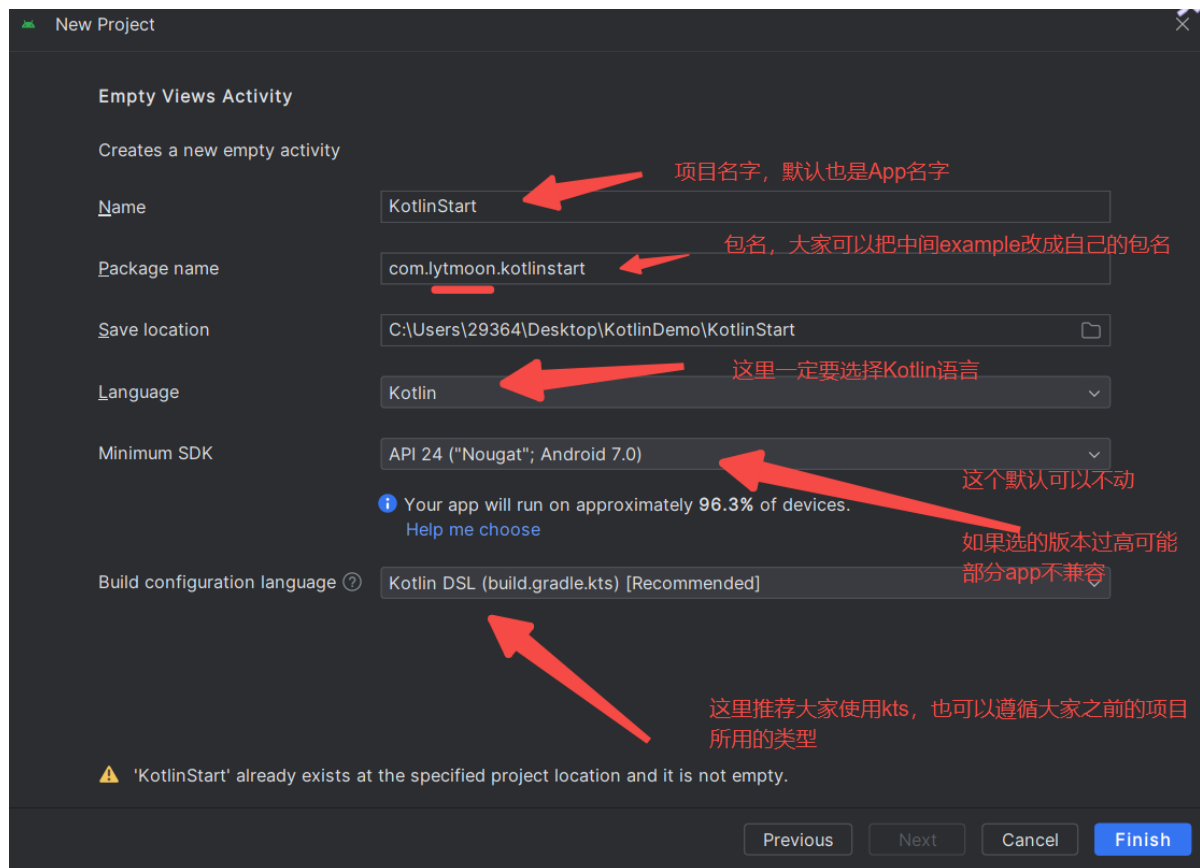 New Project
Empty Views Activity
Creates a new empty activity
项目名字，默认也是App名字
Name
KotlinStart
包名，大家可以把中间example改成自己的包名
Package name
com.lytmoon.kotlinstart
Save location
C:\Users\29364\Desktop\KotlinDemo\KotlinStart
这里一定要选择Kotlin语言
Language
Kotlin
Minimum SDK
API 24 ("Nougat"; Android 7.0)
这个默认可以不动
Your app will run on approximately 96.3% of devices.
Help me choose
如果选的版本过高可能
部分app不兼容
Build configuration language
Kotlin DSL (build.gradle.kts) [Recommended]
这里推荐大家使用kts，也可以遵循大家之前的项目
所用的类型
'KotlinStart' already exists at the specified project location and it is not empty.
Previous
Next
Cancel
Finish